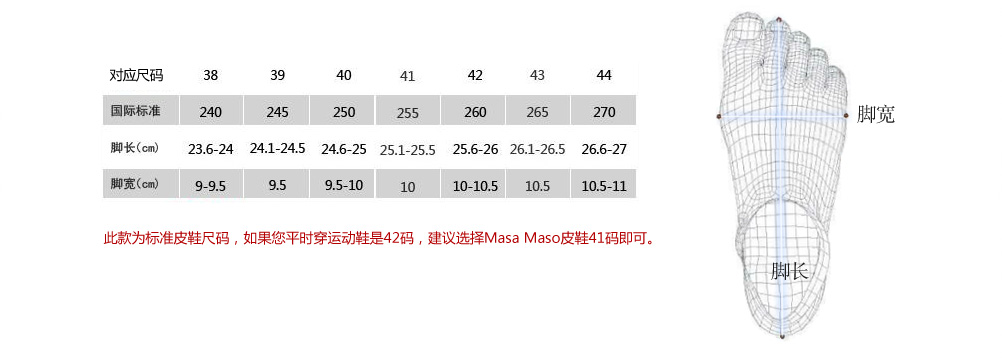 对应尺码 38 39 40 41 42 43 44
国际标准 240 245 250 255 260 265 270
脚长(cm) 23.6-24 24.1-24.5 24.6-25 25.1-25.5 25.6-26 26.1-26.5 26.6-27
脚宽(cm) 9-9.5 9.5 9.5-10 10 10-10.5 10.5 10.5-11
此款为标准皮鞋尺码，如果您平时穿运动鞋是42码，建议选择Masa Maso皮鞋41码即可。
脚宽
脚长